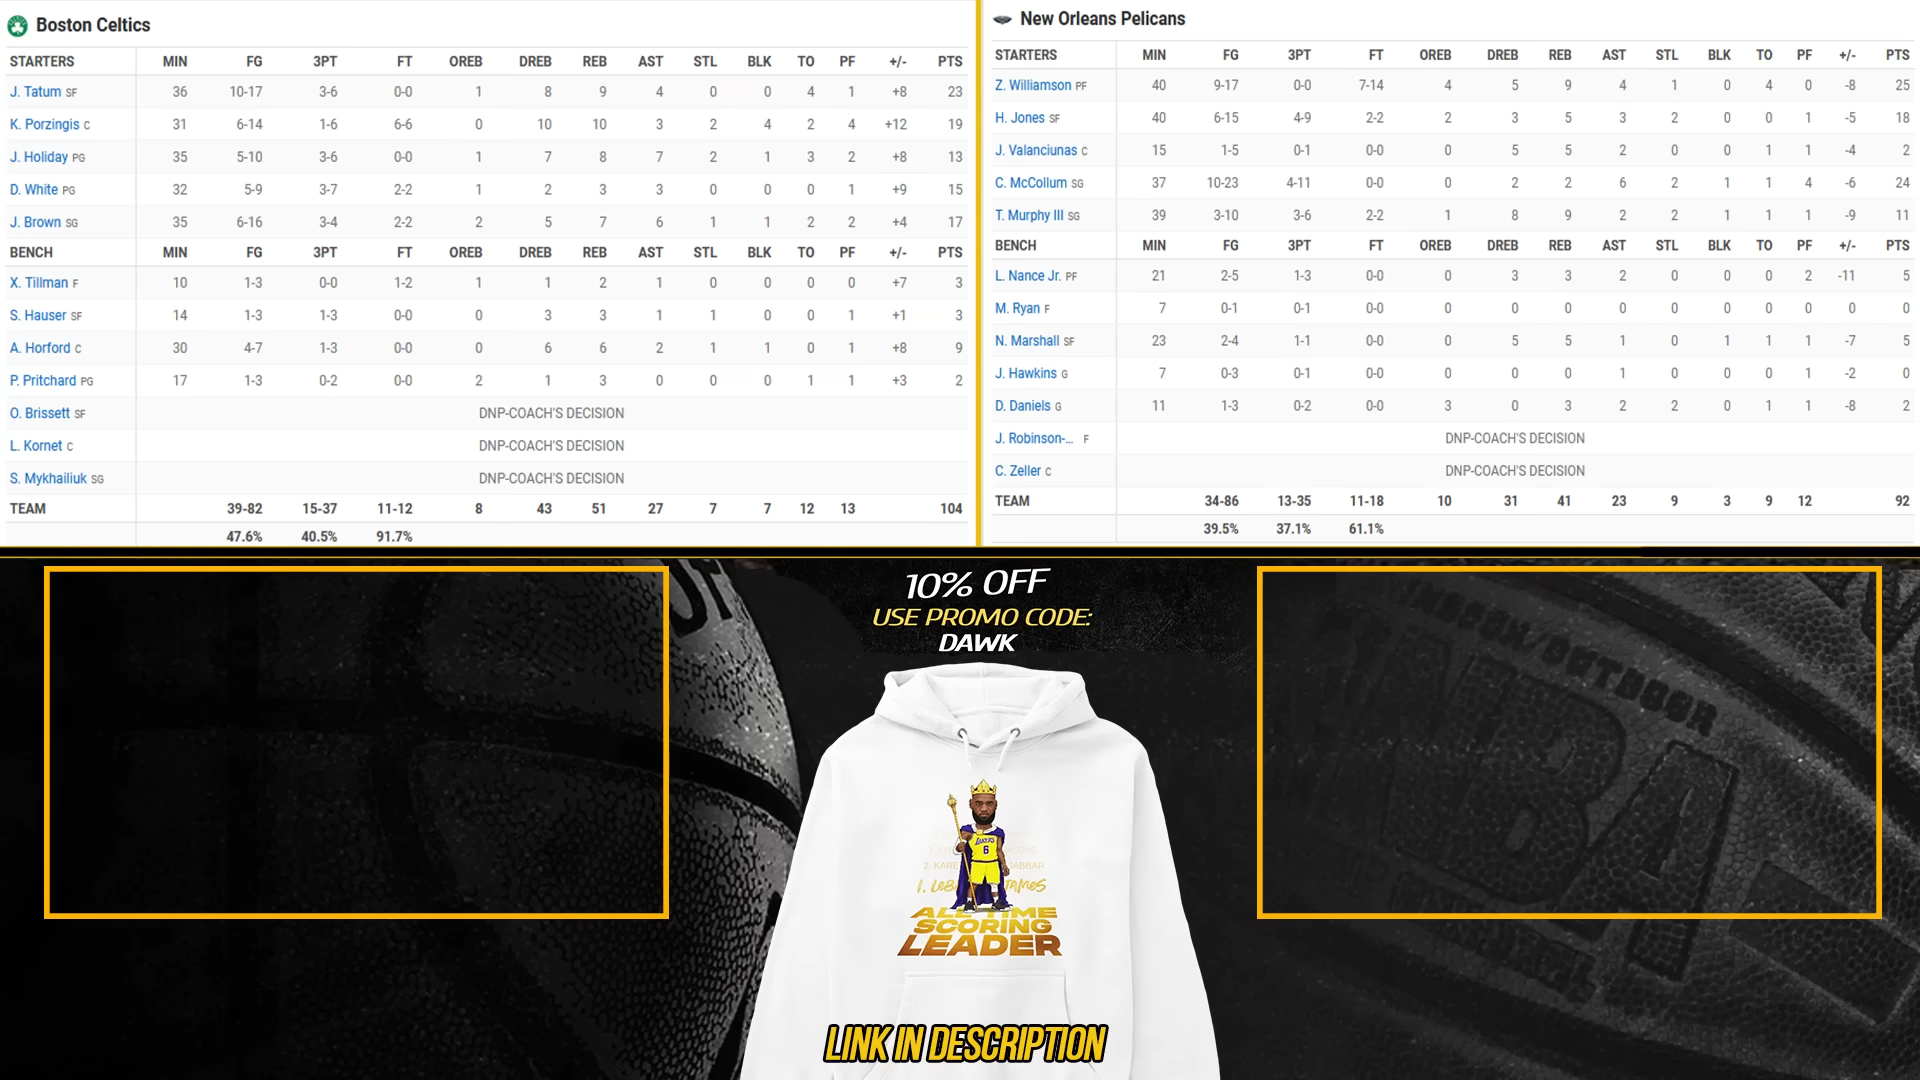 Boston Celtics
STARTERS MIN FG 3PT FT OREB DREB REB AST STL BLK TO PF +/- PTS
J. Tatum SF 36 10-17 3-6 0-0 1 8 9 4 0 0 4 1 +8 23
K. Porzingis C 31 6-14 1-6 6-6 0 10 10 3 2 4 2 4 +12 19
J. Holiday PG 35 5-10 3-6 0-0 1 7 8 7 2 1 3 2 +8 13
D. White PG 32 5-9 3-7 2-2 1 2 3 3 0 0 0 1 +9 15
J. Brown SG 35 6-16 3-4 2-2 2 5 7 6 1 1 2 2 +4 17
BENCH MIN FG 3PT FT OREB DREB REB AST STL BLK TO PF +/- PTS
X. Tillman F 10 1-3 0-0 1-2 1 1 2 1 0 0 0 0 +7 3
S. Hauser SF 14 1-3 1-3 0-0 0 3 3 1 1 0 0 1 +1 3
A. Horford C 30 4-7 1-3 0-0 0 6 6 2 1 1 0 1 +8 9
P. Pritchard PG 17 1-3 0-2 0-0 2 1 3 0 0 0 1 1 +3 2
O. Brissett SF DNP-COACH'S DECISION
L. Kornet C DNP-COACH'S DECISION
S. Mykhailiuk SG DNP-COACH'S DECISION
TEAM 39-82 15-37 11-12 8 43 51 27 7 7 12 13 104
47.6% 40.5% 91.7%
New Orleans Pelicans
STARTERS MIN FG 3PT FT OREB DREB REB AST STL BLK TO PF +/- PTS
Z. Williamson PF 40 9-17 0-0 7-14 4 5 9 4 1 0 4 0 -8 25
H. Jones SF 40 6-15 4-9 2-2 2 3 5 3 2 0 0 1 -5 18
J. Valanciunas C 15 1-5 0-1 0-0 0 5 5 2 0 0 1 1 -4 2
C. McCollum SG 37 10-23 4-11 0-0 0 2 2 6 2 1 1 4 -6 24
T. Murphy III SG 39 3-10 3-6 2-2 1 8 9 2 2 1 1 1 -9 11
BENCH MIN FG 3PT FT OREB DREB REB AST STL BLK TO PF +/- PTS
L. Nance Jr. PF 21 2-5 1-3 0-0 0 3 3 2 0 0 0 2 -11 5
M. Ryan F 7 0-1 0-1 0-0 0 0 0 0 0 0 0 0 0 0
N. Marshall SF 23 2-4 1-1 0-0 0 5 5 1 0 1 1 1 -7 5
J. Hawkins G 7 0-3 0-1 0-0 0 0 0 1 0 0 0 1 -2 0
D. Daniels G 11 1-3 0-2 0-0 3 0 3 2 2 0 1 1 -8 2
J. Robinson-... F DNP-COACH'S DECISION
C. Zeller C DNP-COACH'S DECISION
TEAM 34-86 13-35 11-18 10 31 41 23 9 3 9 12 92
39.5% 37.1% 61.1%
10% OFF
USE PROMO CODE:
DAWK
INDOOR/OUTDOOR
NBA
LAKERS
6
2. KARE JABBAR
1. LeB James
ALL TIME
SCORING
LEADER
LINK IN DESCRIPTION